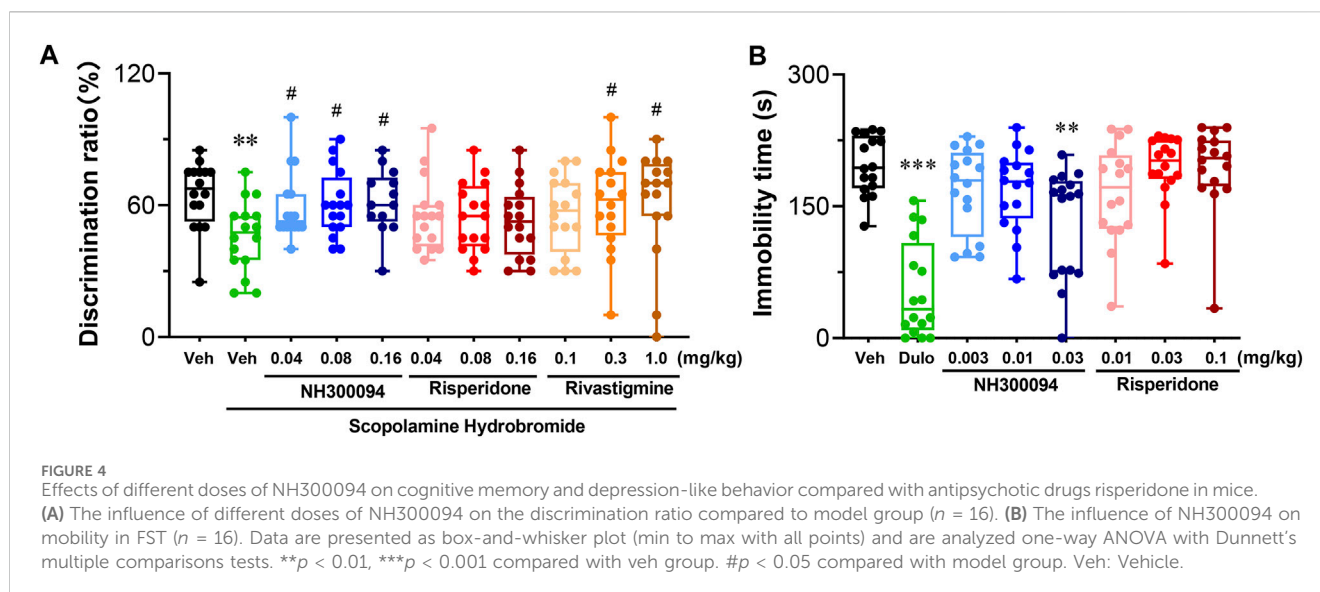 A
B
Discrimination ratio(%)
120
60
0
# # #
# #
**
Veh Veh 0.04 0.08 0.16 0.04 0.08 0.16 0.1 0.3 1.0 (mg/kg)
NH300094 Risperidone Rivastigmine
Scopolamine Hydrobromide
Immobility time (s)
300
150
0
***
**
Veh Dulo 0.003 0.01 0.03 0.01 0.03 0.1 (mg/kg)
NH300094 Risperidone
FIGURE 4
Effects of different doses of NH300094 on cognitive memory and depression-like behavior compared with antipsychotic drugs risperidone in mice.
(A) The influence of different doses of NH300094 on the discrimination ratio compared to model group (n = 16). (B) The influence of NH300094 on
mobility in FST (n = 16). Data are presented as box-and-whisker plot (min to max with all points) and are analyzed one-way ANOVA with Dunnett's
multiple comparisons tests. **p < 0.01, ***p < 0.001 compared with veh group. #p < 0.05 compared with model group. Veh: Vehicle.